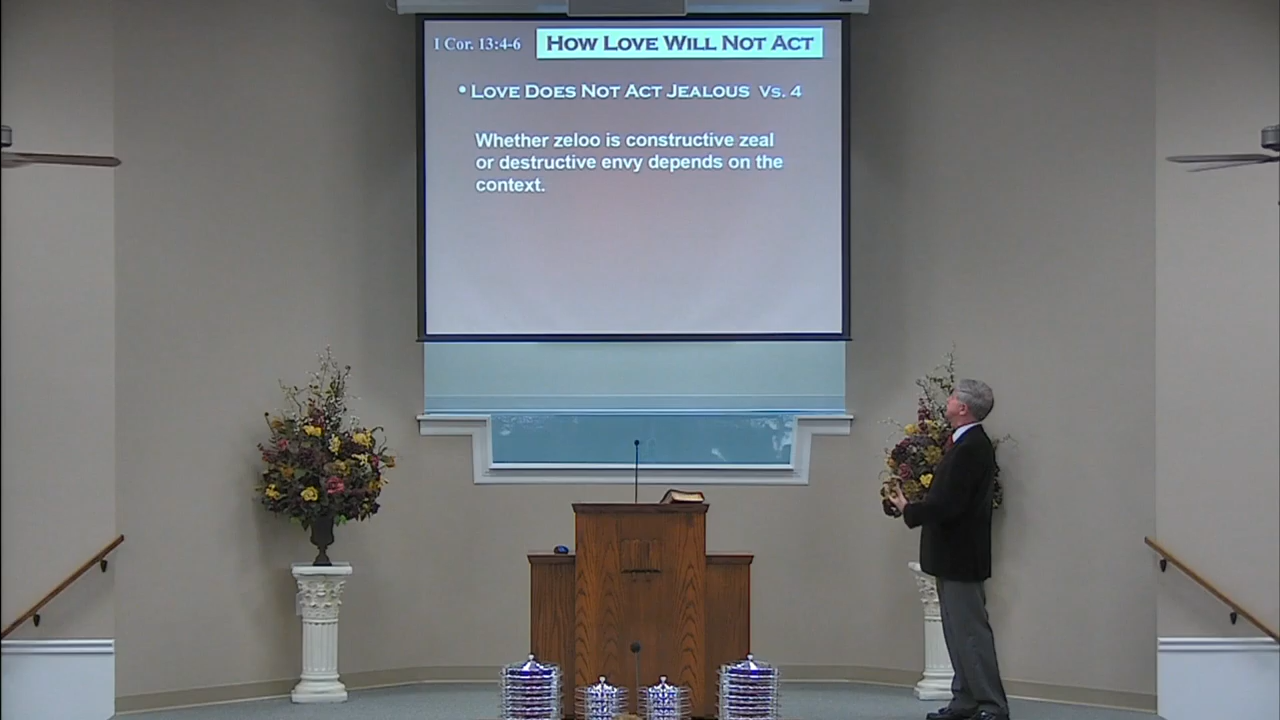 I Cor. 13:4-6 How Love Will Not Act
• Love Does Not Act Jealous Vs. 4
Whether zeloo is constructive zeal
or destructive envy depends on the
context.